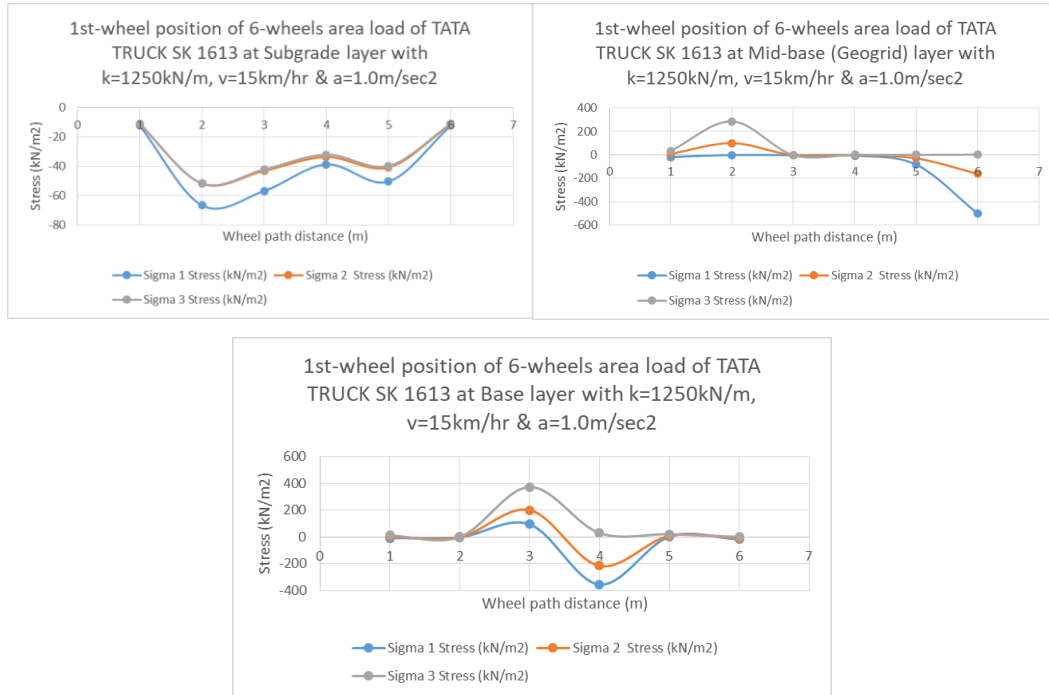 1st-wheel position of 6-wheels area load of TATA
TRUCK SK 1613 at Subgrade layer with
k=1250kN/m, v=15km/hr & a=1.0m/sec2
0
-20
-40
-60
-80
0 1 2 3 4 5 6 7
Stress (kN/m2)
Wheel path distance (m)
Sigma 1 Stress (kN/m2) Sigma 2 Stress (kN/m2)
Sigma 3 Stress (kN/m2)
1st-wheel position of 6-wheels area load of TATA
TRUCK SK 1613 at Mid-base (Geogrid) layer with
k=1250kN/m, v=15km/hr & a=1.0m/sec2
400
200
0
-200
-400
-600
0 1 2 3 4 5 6 7
Stress (kN/m2)
Wheel path distance (m)
Sigma 1 Stress (kN/m2) Sigma 2 Stress (kN/m2)
Sigma 3 Stress (kN/m2)
1st-wheel position of 6-wheels area load of TATA
TRUCK SK 1613 at Base layer with k=1250kN/m,
v=15km/hr & a=1.0m/sec2
600
400
200
0
-200
-400
0 1 2 3 4 5 6 7
Stress (kN/m2)
Wheel path distance (m)
Sigma 1 Stress (kN/m2) Sigma 2 Stress (kN/m2)
Sigma 3 Stress (kN/m2)